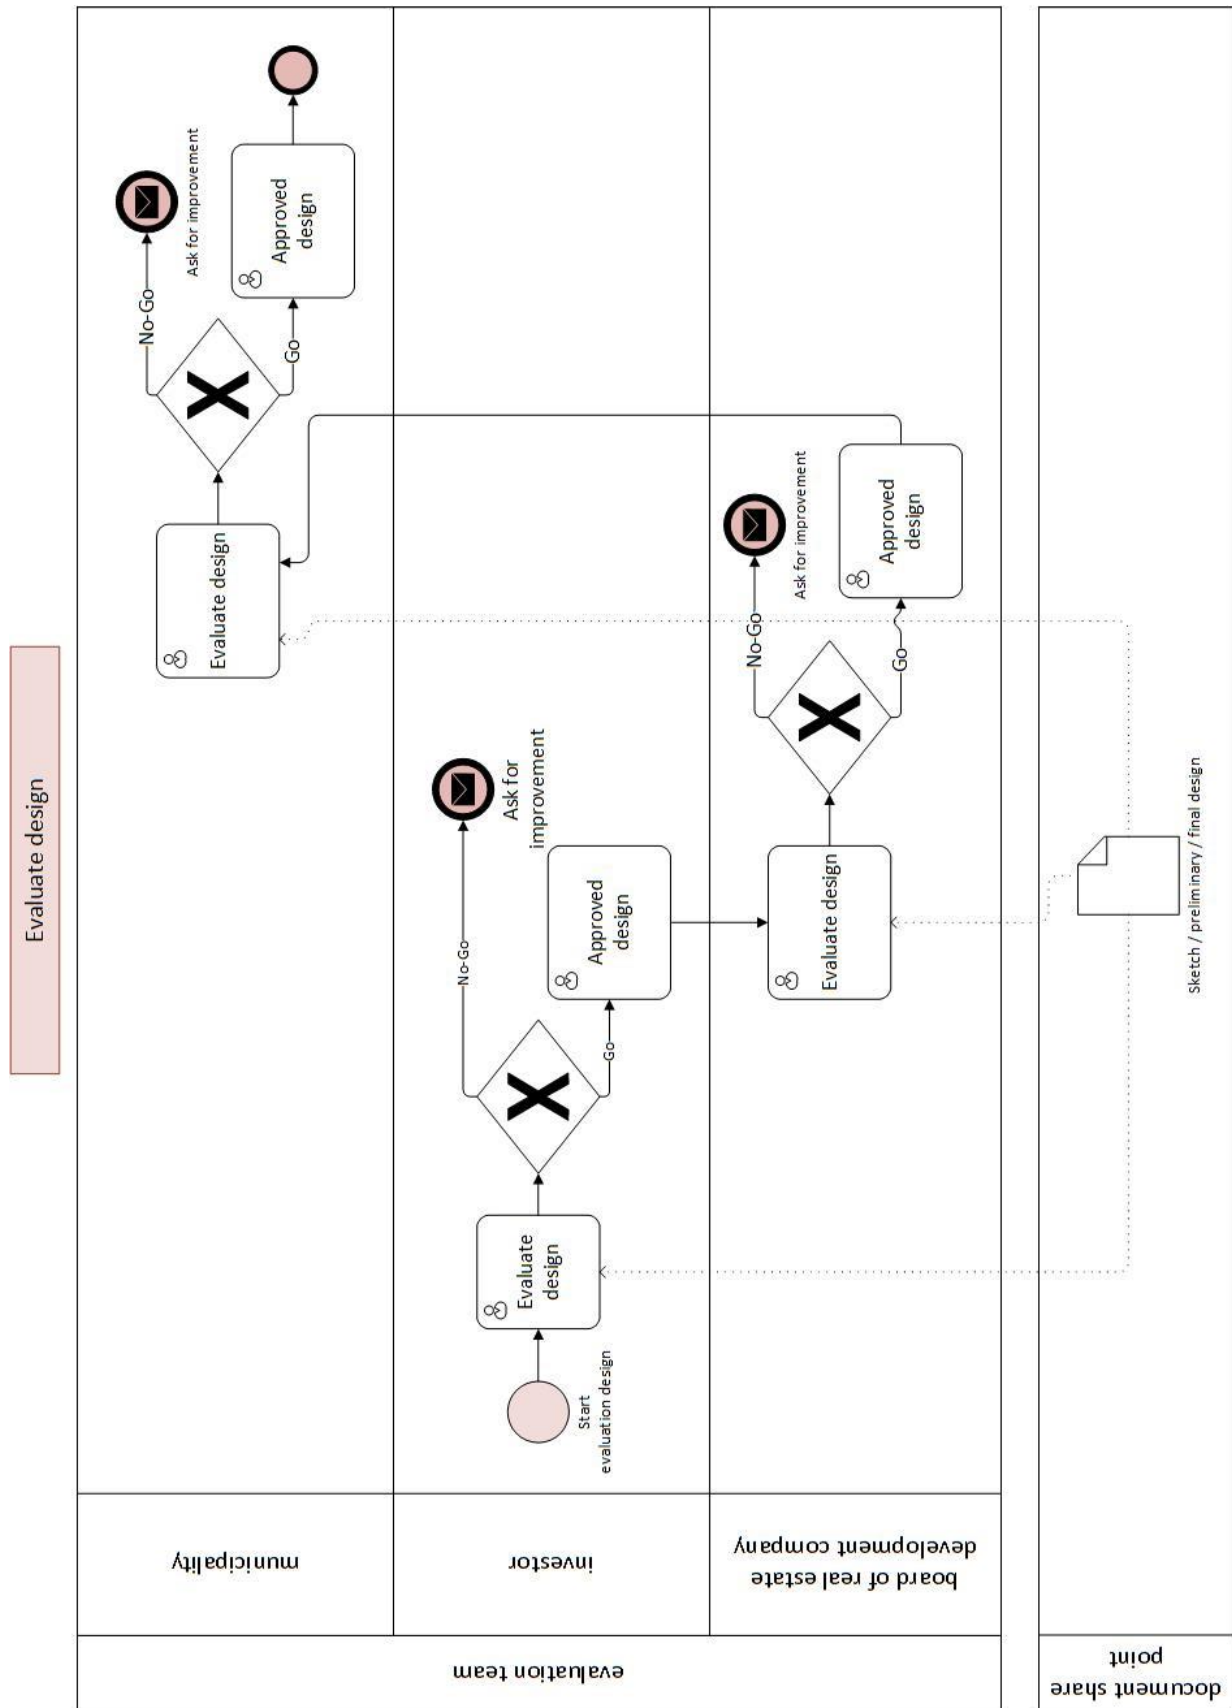 Evaluate design
evaluation team
municipality
Evaluate design
No-Go
Ask for improvement
Go
Approved
design
investor
Start
evaluation design
Evaluate
design
No-Go
Ask for
improvement
Go
Approved
design
board of real estate
development company
Evaluate design
No-Go
Ask for improvement
Go
Approved
design
document share
point
Sketch / preliminary / final design